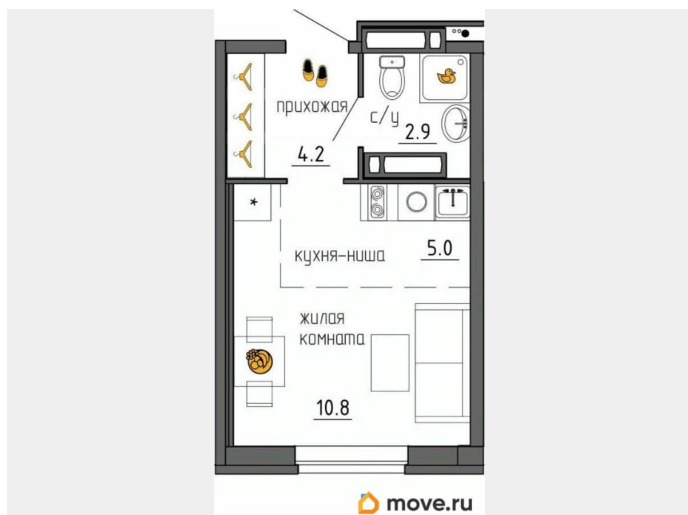 прихожая
4.2
с/у
2.9
кухня-ниша
5.0
жилая
комната
10.8
move.ru